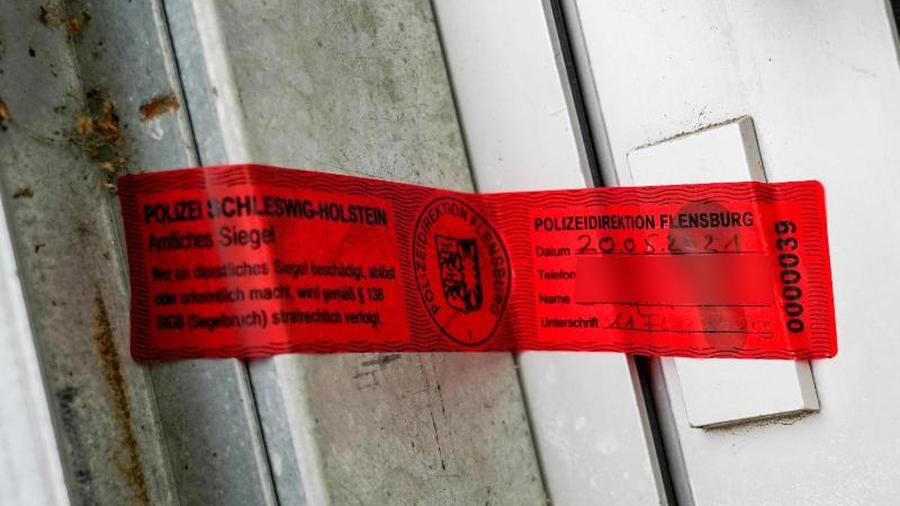 POLIZEI SCHLESWIG-HOLSTEIN
Amtliches Siegel
Wer ein dienstliches Siegel beschädigt, ablöst
oder unkenntlich macht, wird gemäß § 136
StGB (Siegelbruch) strafrechtlich verfolgt.
POLIZEIDIREKTION FLENSBURG
1
POLIZEIDIREKTION FLENSBURG
Datum 20.05.2021
Telefon
Name
Unterschrift
0000039